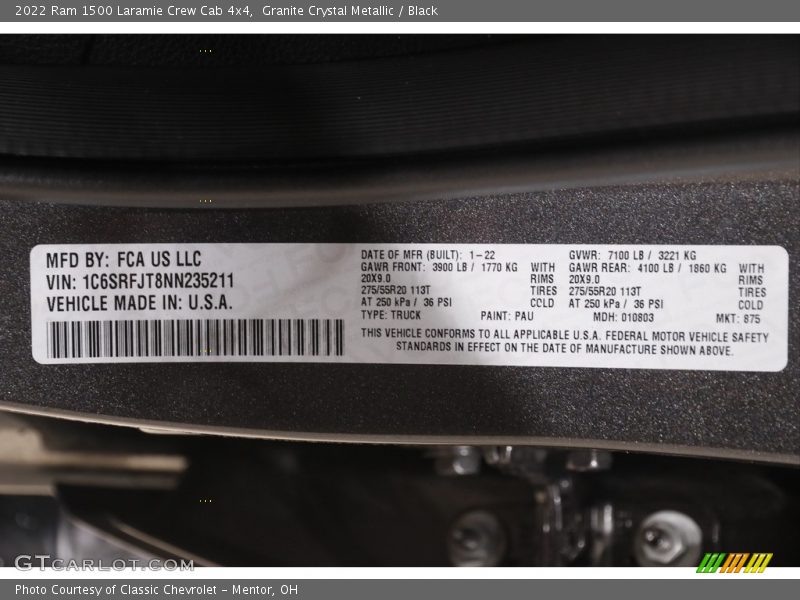 2022 Ram 1500 Laramie Crew Cab 4x4,  Granite Crystal Metallic / Black
MFD BY: FCA US LLC
VIN: 1C6SRFJT8NN235211
VEHICLE MADE IN: U.S.A.
DATE OF MFR (BUILT): 1-22
GAWR FRONT: 3900 LB / 1770 KG WITH
20X9.0 RIMS
275/55R20 113T TIRES
AT 250 kPa / 36 PSI COLD
TYPE: TRUCK PAINT: PAU
GVWR: 7100 LB / 3221 KG
GAWR REAR: 4100 LB / 1860 KG WITH
20X9.0 RIMS
275/55R20 113T TIRES
AT 250 kPa / 36 PSI COLD
MDH: 010803 MKT: 875
THIS VEHICLE CONFORMS TO ALL APPLICABLE U.S.A. FEDERAL MOTOR VEHICLE SAFETY
STANDARDS IN EFFECT ON THE DATE OF MANUFACTURE SHOWN ABOVE.
GTCARLOT.COM
Photo Courtesy of Classic Chevrolet - Mentor, OH